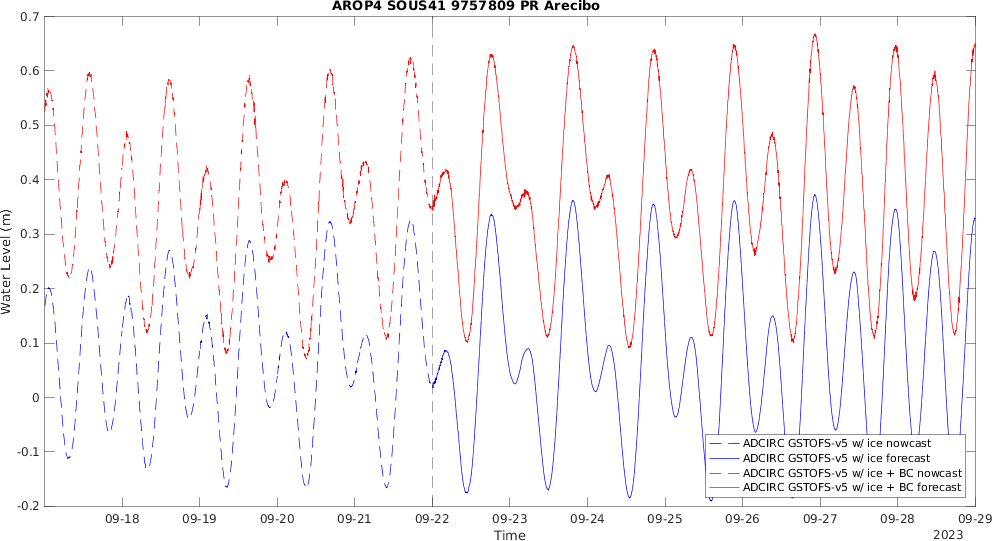 AROP4 SOUS41 9757809 PR Arecibo
0.7
0.6
0.5
0.4
0.3
0.2
0.1
0
-0.1
-0.2
Water Level (m)
ADCIRC GSTOFS-v5 w/ ice nowcast
ADCIRC GSTOFS-v5 w/ ice forecast
ADCIRC GSTOFS-v5 w/ ice + BC nowcast
ADCIRC GSTOFS-v5 w/ ice + BC forecast
09-18 09-19 09-20 09-21 09-22 09-23 09-24 09-25 09-26 09-27 09-28 09-29
Time
2023